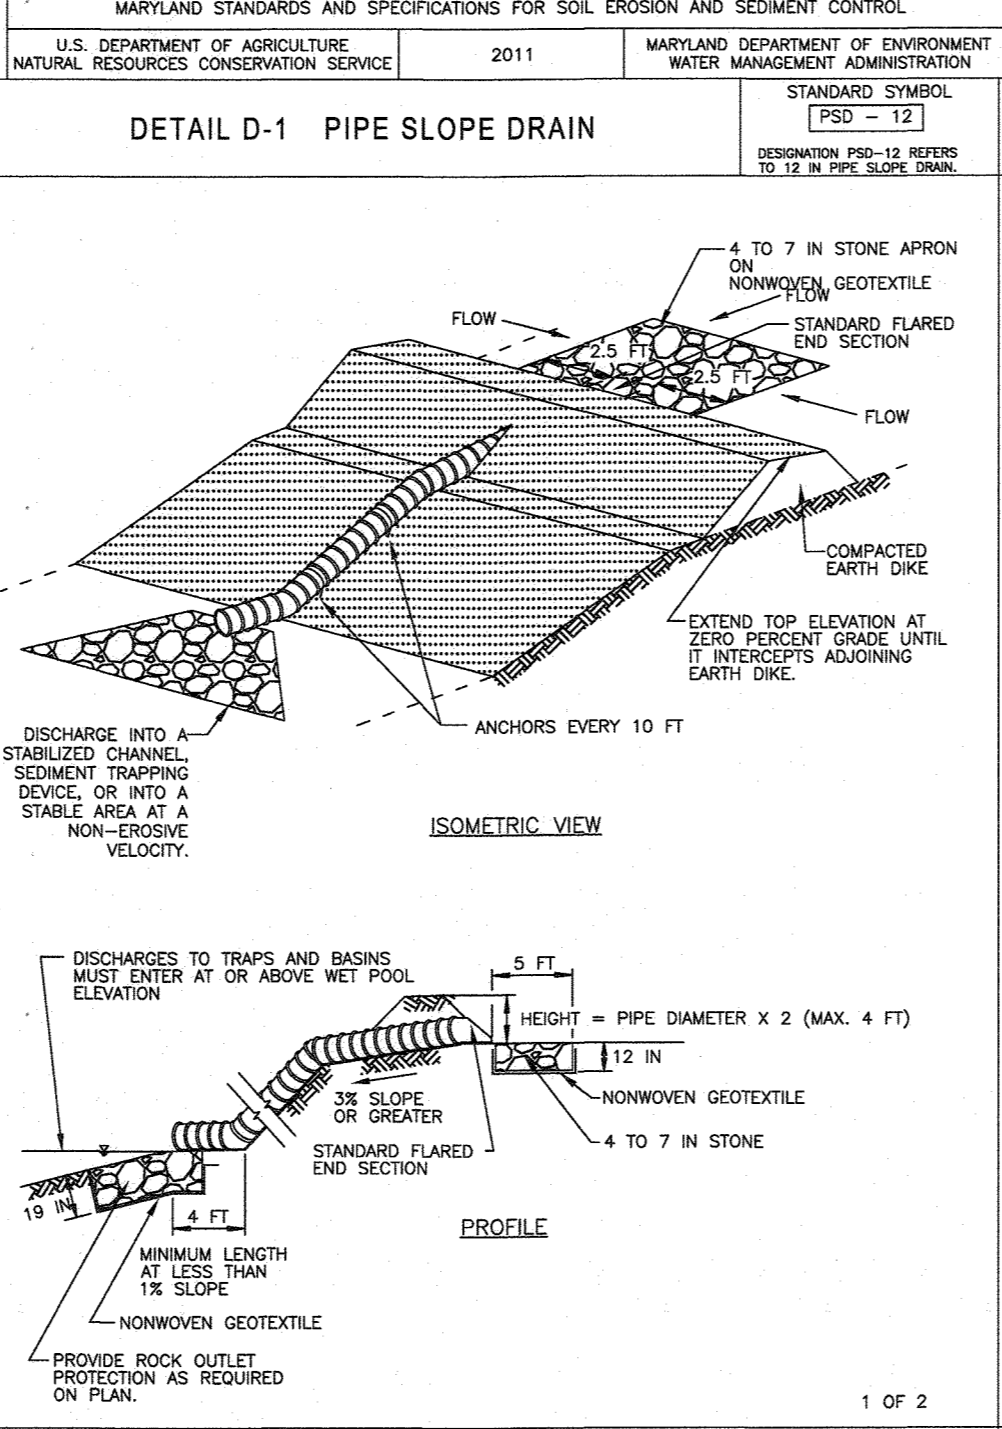 MARYLAND STANDARDS AND SPECIFICATIONS FOR SOIL EROSION AND SEDIMENT CONTROL
U.S. DEPARTMENT OF AGRICULTURE
NATURAL RESOURCES CONSERVATION SERVICE
2011
MARYLAND DEPARTMENT OF ENVIRONMENT
WATER MANAGEMENT ADMINISTRATION
DETAIL D-1 PIPE SLOPE DRAIN
STANDARD SYMBOL
PSD - 12
DESIGNATION PSD-12 REFERS
TO 12 IN PIPE SLOPE DRAIN.
4 TO 7 IN STONE APRON
ON
NONWOVEN GEOTEXTILE
FLOW
FLOW
STANDARD FLARED
END SECTION
2.5 FT
2.5 FT
FLOW
COMPACTED
EARTH DIKE
EXTEND TOP ELEVATION AT
ZERO PERCENT GRADE UNTIL
IT INTERCEPTS ADJOINING
EARTH DIKE.
ANCHORS EVERY 10 FT
DISCHARGE INTO A
STABILIZED CHANNEL,
SEDIMENT TRAPPING
DEVICE, OR INTO A
STABLE AREA AT A
NON-EROSIVE
VELOCITY.
ISOMETRIC VIEW
DISCHARGES TO TRAPS AND BASINS
MUST ENTER AT OR ABOVE WET POOL
ELEVATION
5 FT
HEIGHT = PIPE DIAMETER X 2 (MAX. 4 FT)
12 IN
NONWOVEN GEOTEXTILE
4 TO 7 IN STONE
3% SLOPE
OR GREATER
STANDARD FLARED
END SECTION
19 IN
4 FT
PROFILE
MINIMUM LENGTH
AT LESS THAN
1% SLOPE
NONWOVEN GEOTEXTILE
PROVIDE ROCK OUTLET
PROTECTION AS REQUIRED
ON PLAN.
1 OF 2